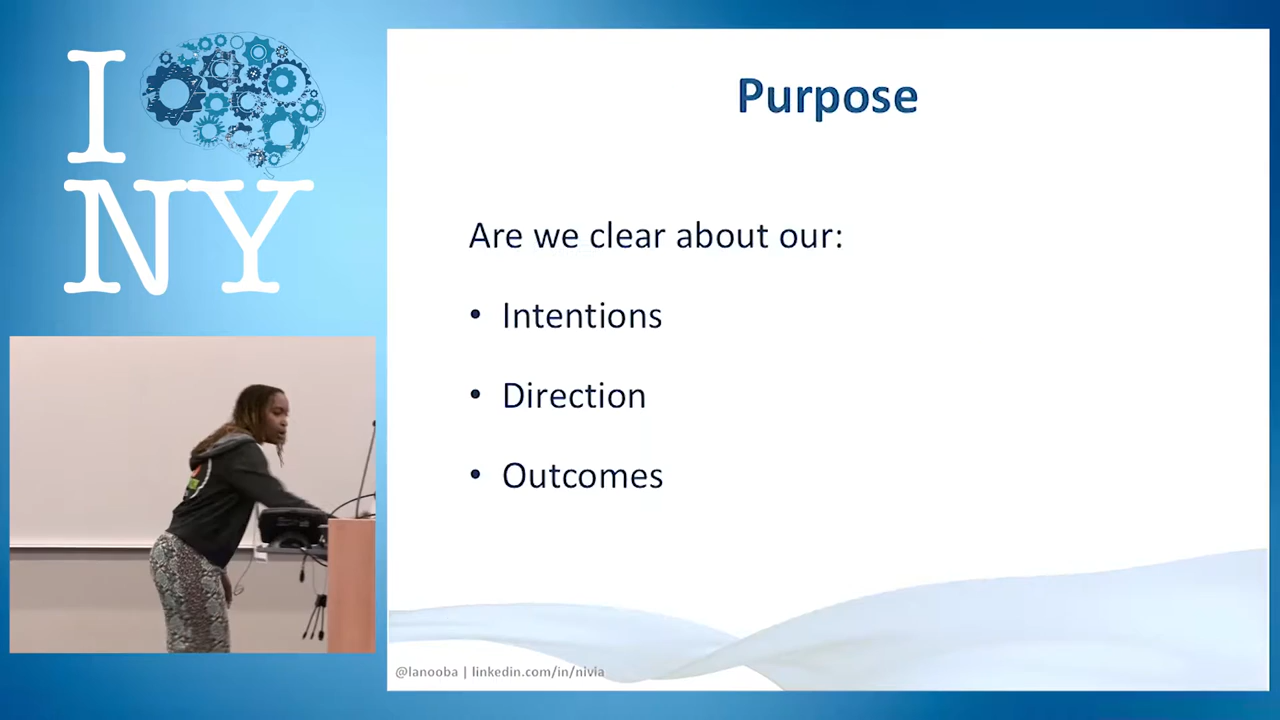 I
NY
Purpose
Are we clear about our:
• Intentions
• Direction
• Outcomes
@lanooba | linkedin.com/in/nivia